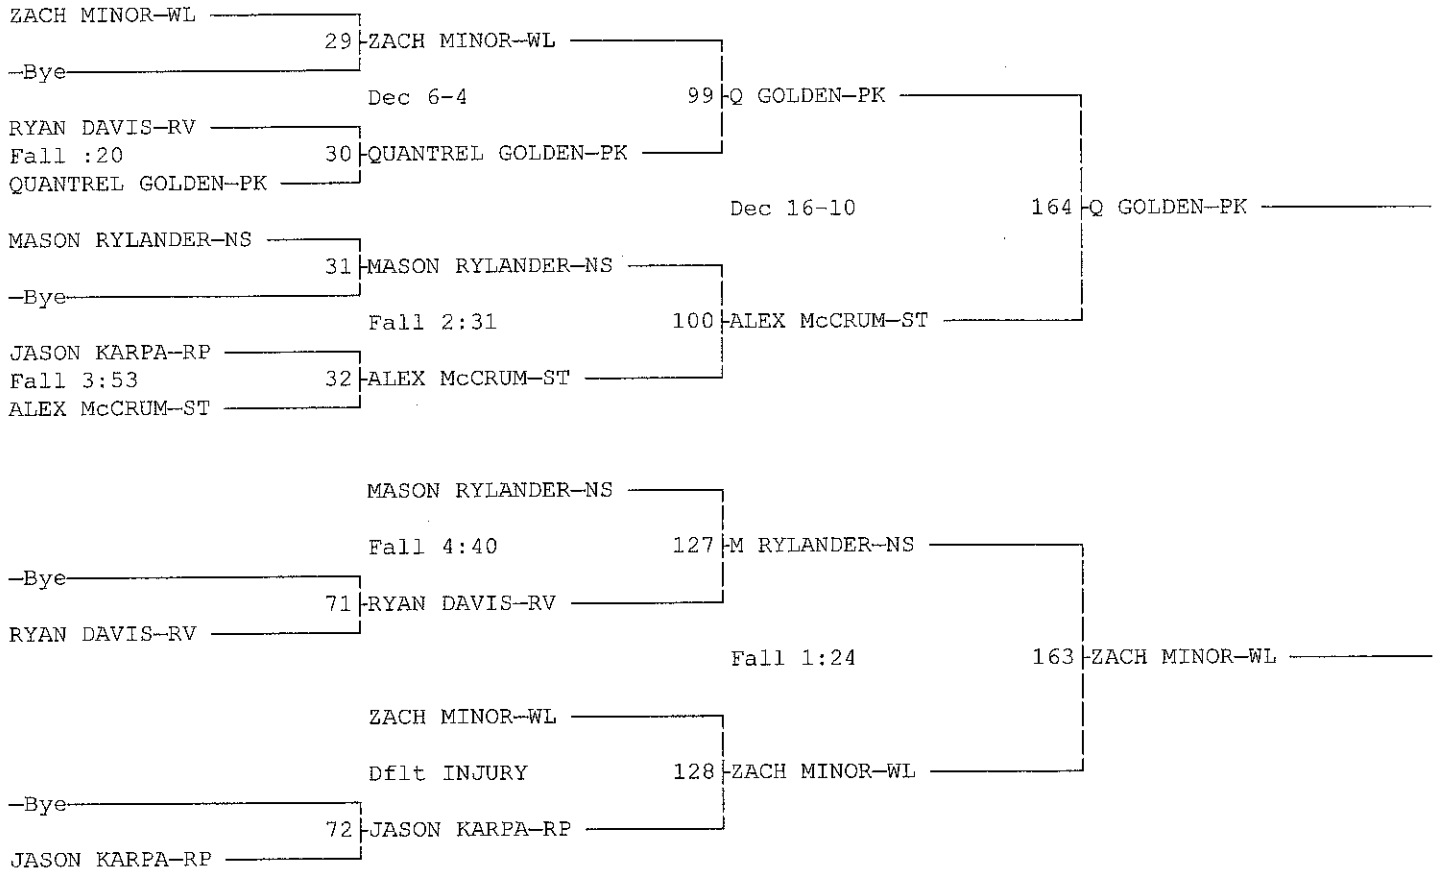 ZACH MINOR—WL
29 ZACH MINOR—WL
—Bye
Dec 6-4 99 Q GOLDEN—PK
RYAN DAVIS—RV
Fall :20 30 QUANTREL GOLDEN—PK
QUANTREL GOLDEN—PK
Dec 16-10 164 Q GOLDEN—PK
MASON RYLANDER—NS
31 MASON RYLANDER—NS
—Bye
Fall 2:31 100 ALEX McCRUM—ST
JASON KARPA—RP
Fall 3:53 32 ALEX McCRUM—ST
ALEX McCRUM—ST
MASON RYLANDER—NS
Fall 4:40 127 M RYLANDER—NS
—Bye
71 RYAN DAVIS—RV
RYAN DAVIS—RV
Fall 1:24 163 ZACH MINOR—WL
ZACH MINOR—WL
Dflt INJURY 128 ZACH MINOR—WL
—Bye
72 JASON KARPA—RP
JASON KARPA—RP